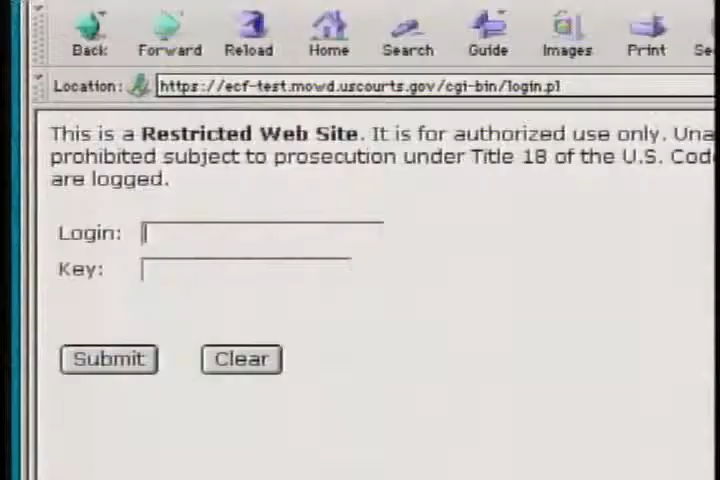 Back Forward Reload Home Search Guide Images Print
Location: https://ecf-test.mowd.uscourts.gov/cgi-bin/login.pl
This is a Restricted Web Site. It is for authorized use only. Una
prohibited subject to prosecution under Title 18 of the U.S. Cod
are logged.
Login:
Key:
Submit Clear